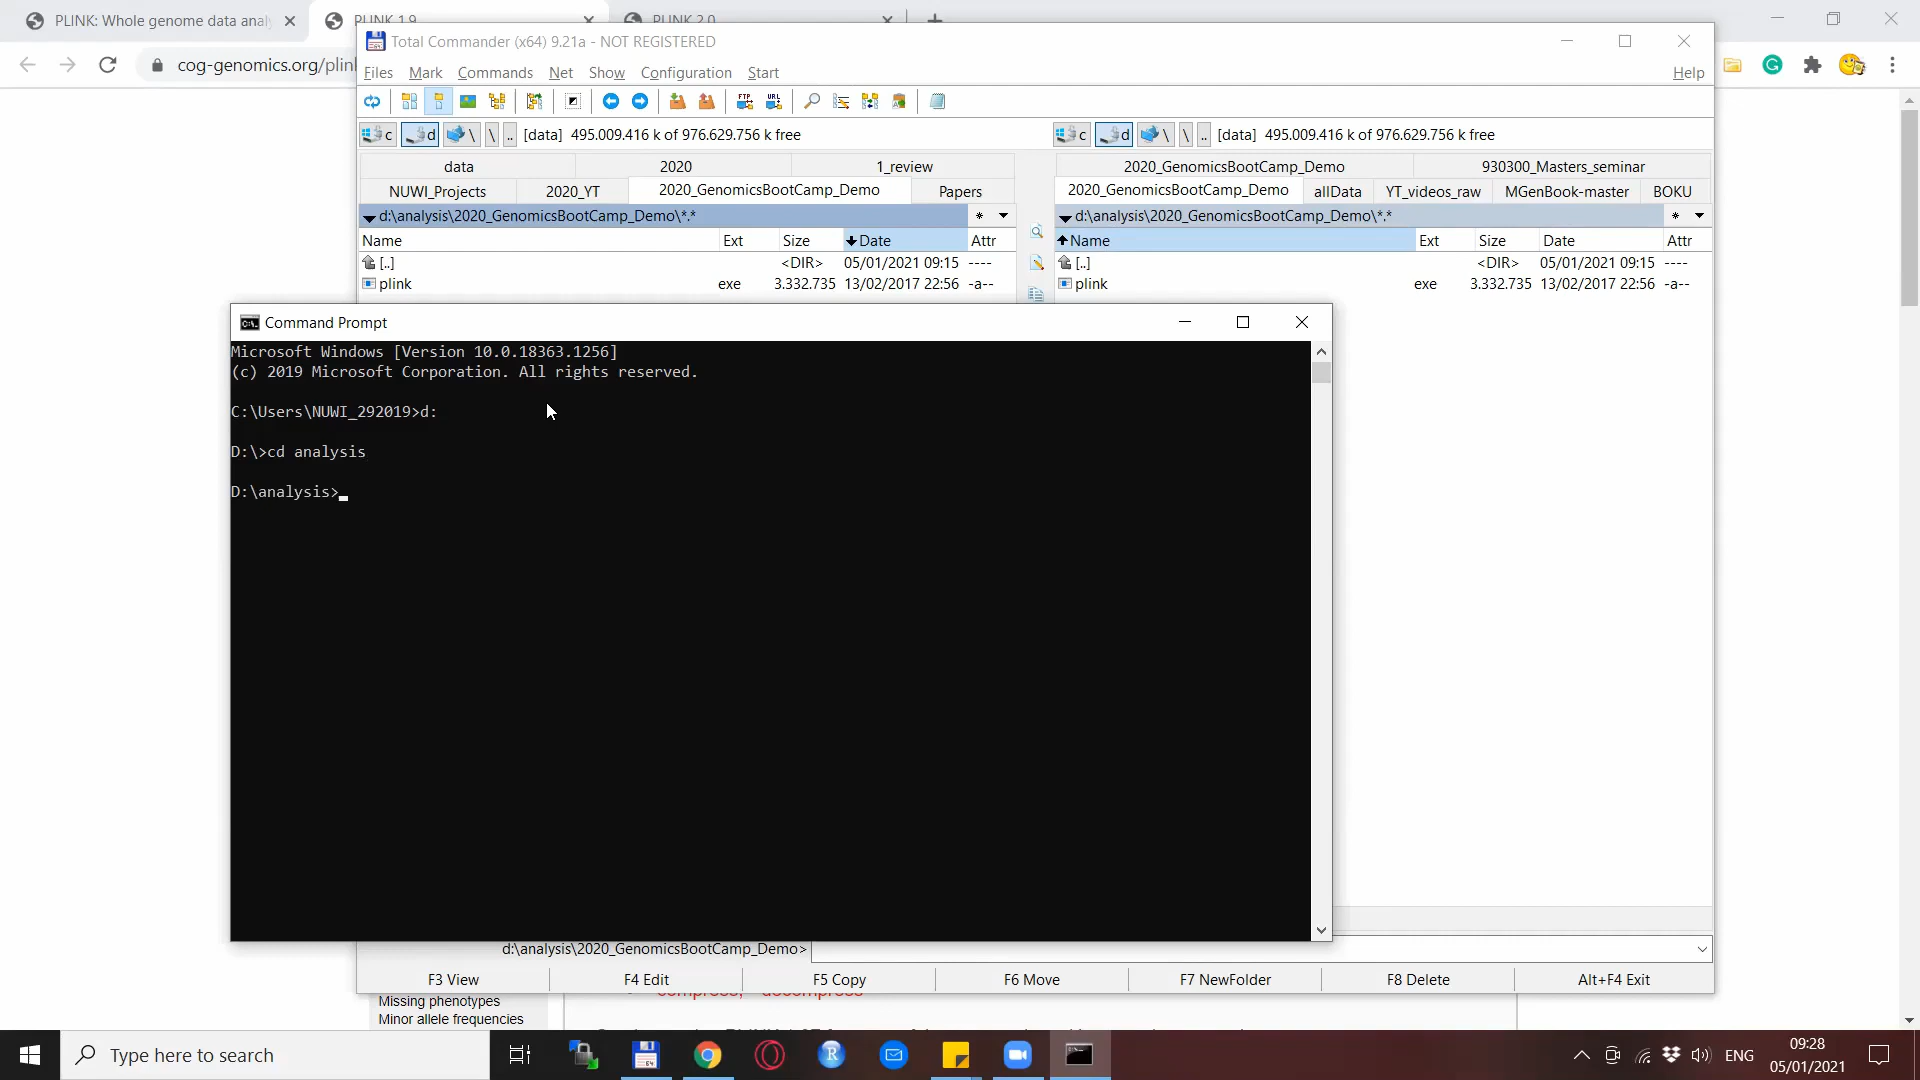 PLINK: Whole genome data anal
PLINK 1.9
PLINK 2.0
cog-genomics.org/plin
Total Commander (x64) 9.21a - NOT REGISTERED
Files Mark Commands Net Show Configuration Start Help
c d \ \ .. [data] 495.009.416 k of 976.629.756 k free
c d \ \ .. [data] 495.009.416 k of 976.629.756 k free
data 2020 1_review
2020_GenomicsBootCamp_Demo 930300_Masters_seminar
NUWI_Projects 2020_YT 2020_GenomicsBootCamp_Demo Papers
2020_GenomicsBootCamp_Demo allData YT_videos_raw MGenBook-master BOKU
d:\analysis\2020_GenomicsBootCamp_Demo\*.* *
d:\analysis\2020_GenomicsBootCamp_Demo\*.* *
Name Ext Size Date Attr
Name Ext Size Date Attr
[..] <DIR> 05/01/2021 09:15 ----
[..] <DIR> 05/01/2021 09:15 ----
plink exe 3.332.735 13/02/2017 22:56 -a--
plink exe 3.332.735 13/02/2017 22:56 -a--
Command Prompt
Microsoft Windows [Version 10.0.18363.1256]
(c) 2019 Microsoft Corporation. All rights reserved.
C:\Users\NUWI_292019>d:
D:\>cd analysis
D:\analysis>
d:\analysis\2020_GenomicsBootCamp_Demo>
F3 View F4 Edit F5 Copy F6 Move F7 NewFolder F8 Delete Alt+F4 Exit
Missing phenotypes
Minor allele frequencies
Type here to search
ENG
09:28
05/01/2021